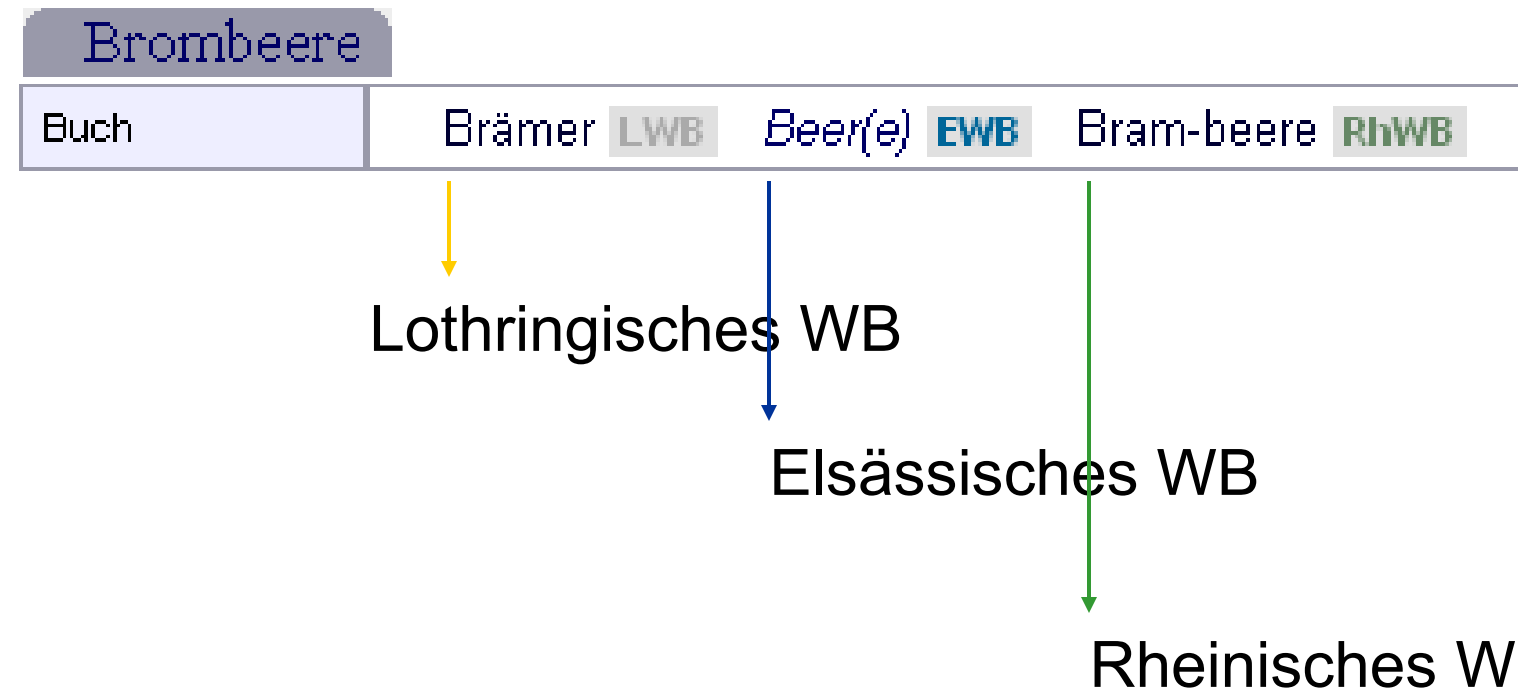 Brombeere
Buch Brämer LWB Beer(e) EWB Bram-beere RhWB
Lothringisches WB
Elsässisches WB
Rheinisches W